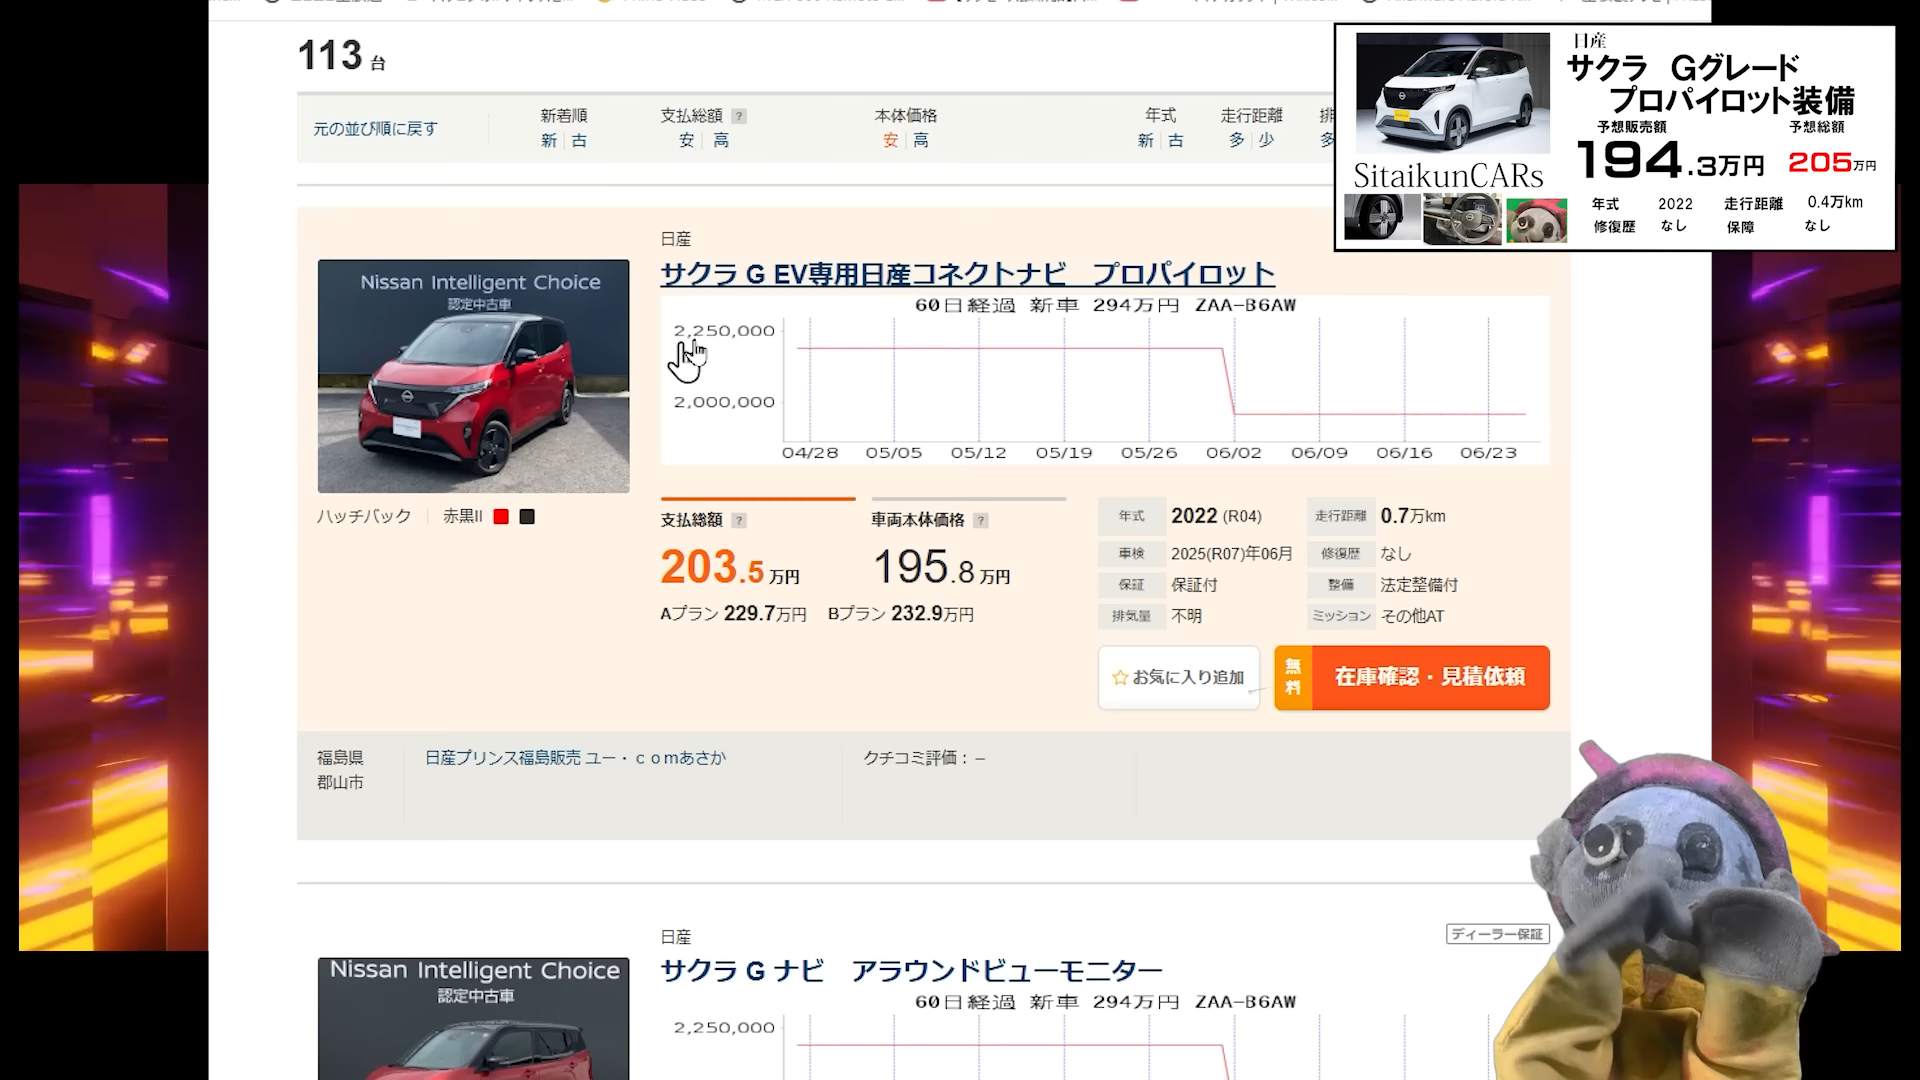 113 台
元の並び順に戻す
新着順
新 古
支払総額 ?
安 高
本体価格
安 高
年式
新 古
走行距離
多 少
排
多
日産
サクラ Gグレード
プロパイロット装備
予想販売額
予想総額
194.3万円
205万円
SitaikunCARs
年式 2022 走行距離 0.4万km
修復歴 なし 保障 なし
日産
サクラ G EV専用日産コネクトナビ プロパイロット
Nissan Intelligent Choice
認定中古車
60日経過 新車 294万円 ZAA-B6AW
2,250,000
2,000,000
04/28 05/05 05/12 05/19 05/26 06/02 06/09 06/16 06/23
ハッチバック 赤黒II
支払総額 ?
203.5 万円
車両本体価格 ?
195.8 万円
Aプラン 229.7万円 Bプラン 232.9万円
年式 2022 (R04) 走行距離 0.7万km
車検 2025(R07)年06月 修復歴 なし
保証 保証付 整備 法定整備付
排気量 不明 ミッション その他AT
お気に入り追加
無料 在庫確認・見積依頼
福島県
郡山市
日産プリンス福島販売 ユー・ｃｏｍあさか
クチコミ評価：－
日産
ディーラー保証
サクラ G ナビ アラウンドビューモニター
Nissan Intelligent Choice
認定中古車
60日経過 新車 294万円 ZAA-B6AW
2,250,000